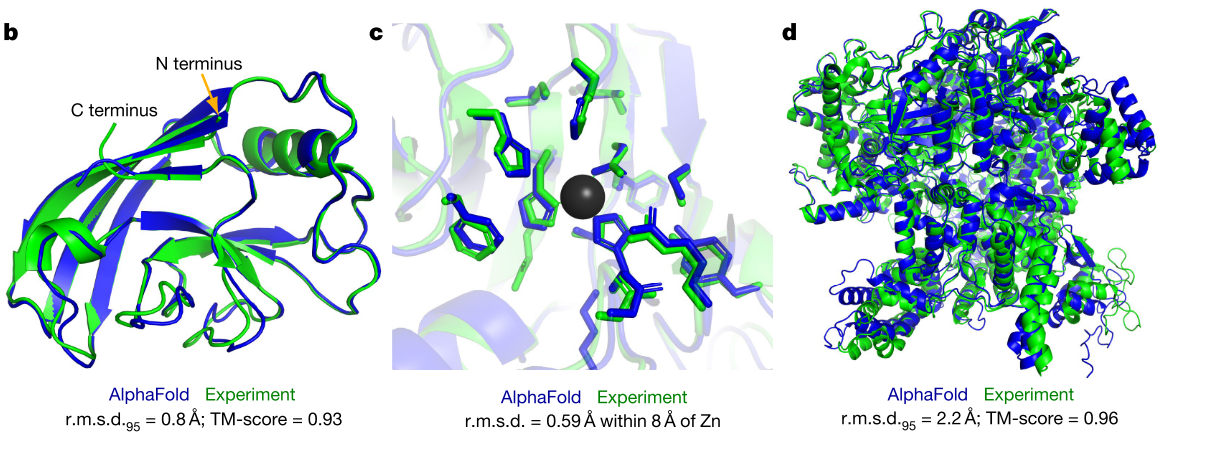 b
N terminus
C terminus
AlphaFold Experiment
r.m.s.d.95 = 0.8 Å; TM-score = 0.93
c
AlphaFold Experiment
r.m.s.d. = 0.59 Å within 8 Å of Zn
d
AlphaFold Experiment
r.m.s.d.95 = 2.2 Å; TM-score = 0.96